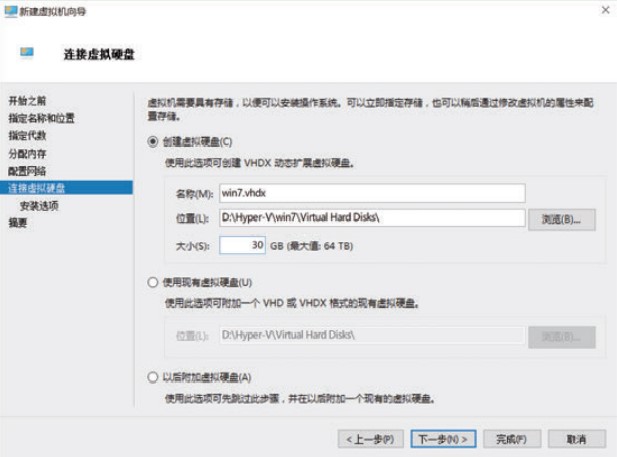 新建虚拟机向导
连接虚拟硬盘
开始之前
指定名称和位置
指定代数
分配内存
配置网络
连接虚拟硬盘
安装选项
摘要
虚拟机需要具有存储，以便可以安装操作系统。可以立即指定存储，也可以稍后通过修改虚拟机的属性来配
置存储。
创建虚拟硬盘(C)
使用此选项可创建 VHDX 动态扩展虚拟硬盘。
名称(M): win7.vhdx
位置(L): D:\Hyper-V\win7\Virtual Hard Disks\ 浏览(B)...
大小(S): 30 GB (最大值: 64 TB)
使用现有虚拟硬盘(U)
使用此选项可附加一个 VHD 或 VHDX 格式的现有虚拟硬盘。
位置(L): D:\Hyper-V\Virtual Hard Disks\ 浏览(B)...
以后附加虚拟硬盘(A)
使用此选项可先跳过此步骤，并在以后附加一个现有的虚拟硬盘。
<上一步(P) 下一步(N) > 完成(F) 取消